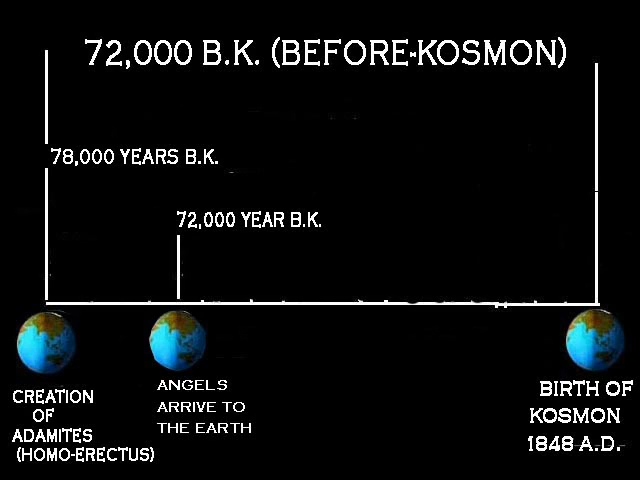 72,000 B.K. (BEFORE-KOSMON)
78,000 YEARS B.K.
72,000 YEAR B.K.
CREATION
OF
ADAMITES
(HOMO-ERECTUS)
ANGELS
ARRIVE TO
THE EARTH
BIRTH OF
KOSMON
1848 A.D.